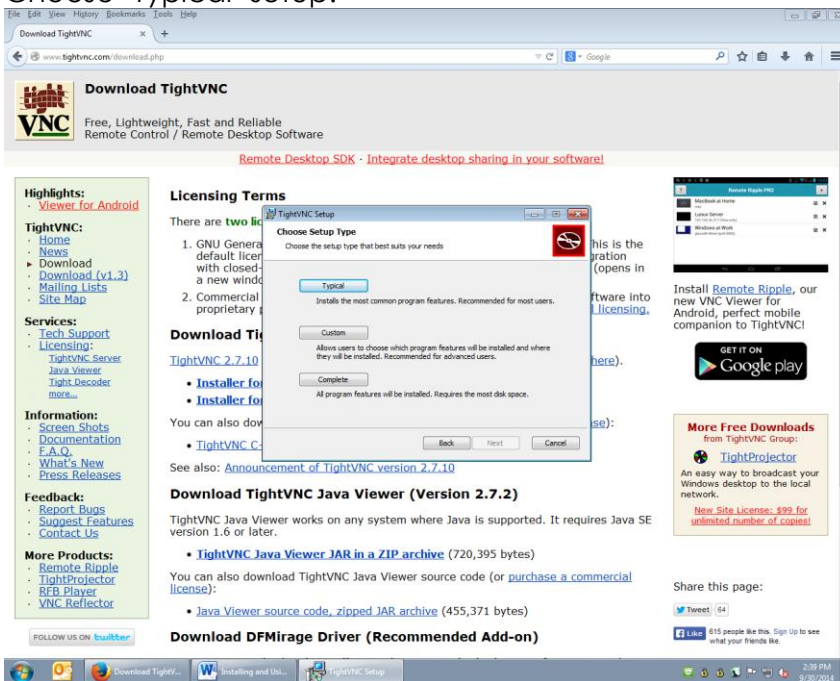 Choose Typical setup.
File Edit View History Bookmarks Tools Help
Download TightVNC × +
www.tightvnc.com/download.php
Google
tight
VNC
Download TightVNC
Free, Lightweight, Fast and Reliable
Remote Control / Remote Desktop Software
Remote Desktop SDK · Integrate desktop sharing in your software!
Highlights:
· Viewer for Android
TightVNC:
· Home
· News
▸ Download
· Download (v1.3)
· Mailing Lists
· Site Map
Services:
· Tech Support
· Licensing:
TightVNC Server
Java Viewer
Tight Decoder
more...
Information:
· Screen Shots
· Documentation
· F.A.Q.
· What's New
· Press Releases
Feedback:
· Report Bugs
· Suggest Features
· Contact Us
More Products:
· Remote Ripple
· TightProjector
· RFB Player
· VNC Reflector
FOLLOW US ON twitter
Licensing Terms
There are two lic
1. GNU Genera his is the
default licen gration
with closed- (opens in
a new windo
2. Commercial ftware into
proprietary p l licensing.
Download Tig
TightVNC 2.7.10 here).
• Installer for
• Installer for
You can also dow se):
• TightVNC C+
See also: Announcement of TightVNC version 2.7.10
Download TightVNC Java Viewer (Version 2.7.2)
TightVNC Java Viewer works on any system where Java is supported. It requires Java SE
version 1.6 or later.
• TightVNC Java Viewer JAR in a ZIP archive (720,395 bytes)
You can also download TightVNC Java Viewer source code (or purchase a commercial
license):
• Java Viewer source code, zipped JAR archive (455,371 bytes)
Download DFMirage Driver (Recommended Add-on)
TightVNC Setup
Choose Setup Type
Choose the setup type that best suits your needs
Typical
Installs the most common program features. Recommended for most users.
Custom
Allows users to choose which program features will be installed and where
they will be installed. Recommended for advanced users.
Complete
All program features will be installed. Requires the most disk space.
Back Next Cancel
Remote Ripple PRO
MacBook at Home
Linux Server
Windows at Work
Install Remote Ripple, our
new VNC Viewer for
Android, perfect mobile
companion to TightVNC!
GET IT ON
Google play
More Free Downloads
from TightVNC Group:
TightProjector
An easy way to broadcast your
Windows desktop to the local
network.
New Site License: $99 for
unlimited number of copies!
Share this page:
Tweet 64
Like 615 people like this. Sign Up to see
what your friends like.
Download TightV... Installing and Usi... TightVNC Setup
2:39 PM
9/30/2014